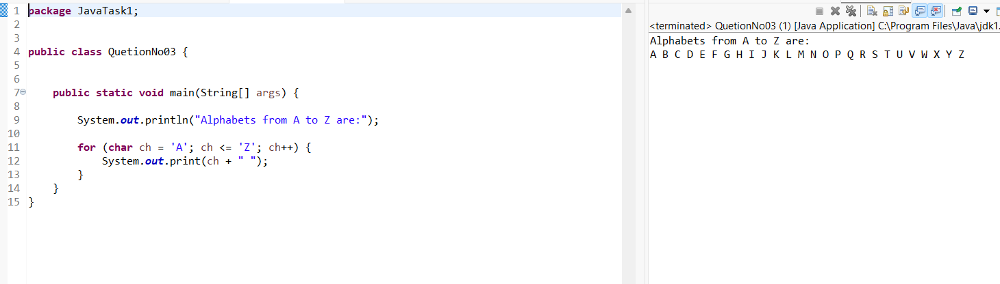 1 package JavaTask1;
2
3
4 public class QuetionNo03 {
5
6
7 public static void main(String[] args) {
8
9 System.out.println("Alphabets from A to Z are:");
10
11 for (char ch = 'A'; ch <= 'Z'; ch++) {
12 System.out.print(ch + " ");
13 }
14 }
15 }
<terminated> QuetionNo03 (1) [Java Application] C:\Program Files\Java\jdk1.
Alphabets from A to Z are:
A B C D E F G H I J K L M N O P Q R S T U V W X Y Z